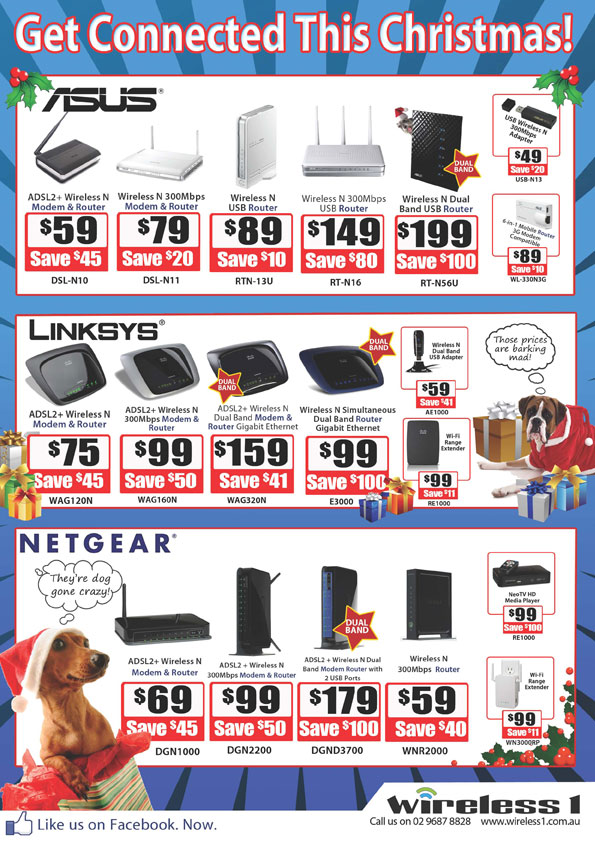 Get Connected This Christmas!
ASUS
ADSL2+ Wireless N
Modem & Router
$59
Save $45
DSL-N10
Wireless N 300Mbps
Modem & Router
$79
Save $20
DSL-N11
Wireless N
USB Router
$89
Save $10
RTN-13U
Wireless N 300Mbps
USB Router
$149
Save $80
RT-N16
DUAL
BAND
Wireless N Dual
Band USB Router
$199
Save $100
RT-N56U
USB Wireless N
300Mbps
Adapter
$49
Save $20
USB-N13
6-in-1 Mobile Router
3G Modem
Compatible
$89
Save $10
WL-330N3G
LINKSYS®
ADSL2+ Wireless N
Modem & Router
$75
Save $45
WAG120N
ADSL2+ Wireless N
300Mbps Modem &
Router
$99
Save $50
WAG160N
DUAL
BAND
ADSL2+ Wireless N
Dual Band Modem &
Router Gigabit Ethernet
$159
Save $41
WAG320N
DUAL
BAND
Wireless N Simultaneous
Dual Band Router
Gigabit Ethernet
$99
Save $100
E3000
Wireless N
Dual Band
USB Adapter
$59
Save $41
AE1000
Wi-Fi
Range
Extender
$99
Save $11
RE1000
Those prices
are barking
mad!
NETGEAR®
They're dog
gone crazy!
ADSL2+ Wireless N
Modem & Router
$69
Save $45
DGN1000
ADSL2 + Wireless N
300Mbps Modem & Router
$99
Save $50
DGN2200
DUAL
BAND
ADSL2 + Wireless N Dual
Band Modem Router with
2 USB Ports
$179
Save $100
DGND3700
Wireless N
300Mbps Router
$59
Save $40
WNR2000
NeoTV HD
Media Player
$99
Save $100
RE1000
Wi-Fi
Range
Extender
$99
Save $11
WN3000RP
wireless1
Call us on 02 9687 8828 www.wireless1.com.au
Like us on Facebook. Now.